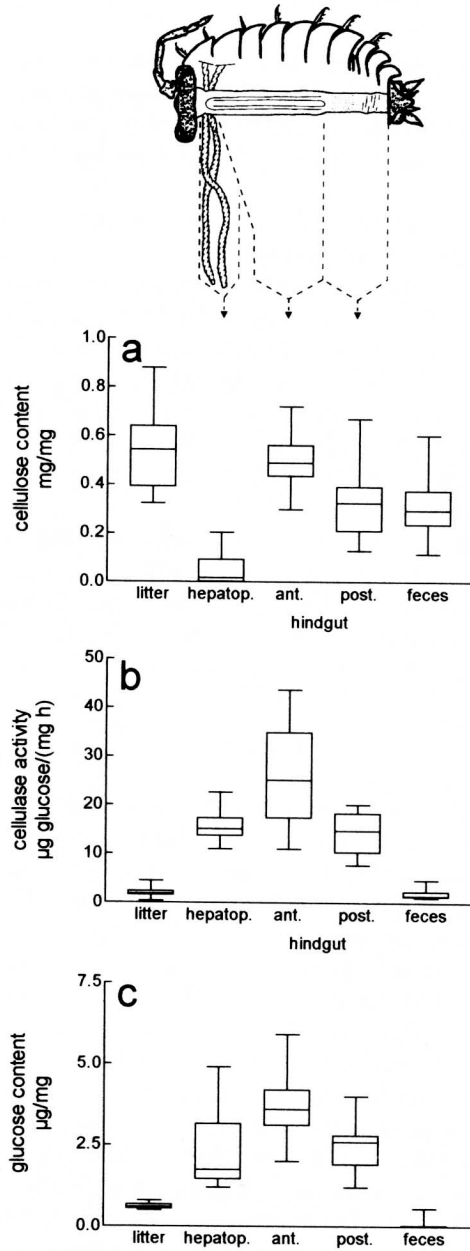 a
cellulose content
mg/mg
1.0
0.8
0.6
0.4
0.2
0.0
litter hepatop. ant. post. feces
hindgut
b
cellulase activity
µg glucose/(mg h)
50
40
30
20
10
0
litter hepatop. ant. post. feces
hindgut
c
glucose content
µg/mg
7.5
5.0
2.5
0.0
litter hepatop. ant. post. feces